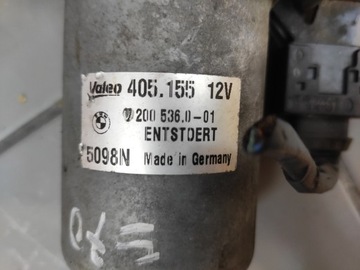 Valeo 405.155 12V
200 536.0-01
ENTSTOERT
5098N Made in Germany